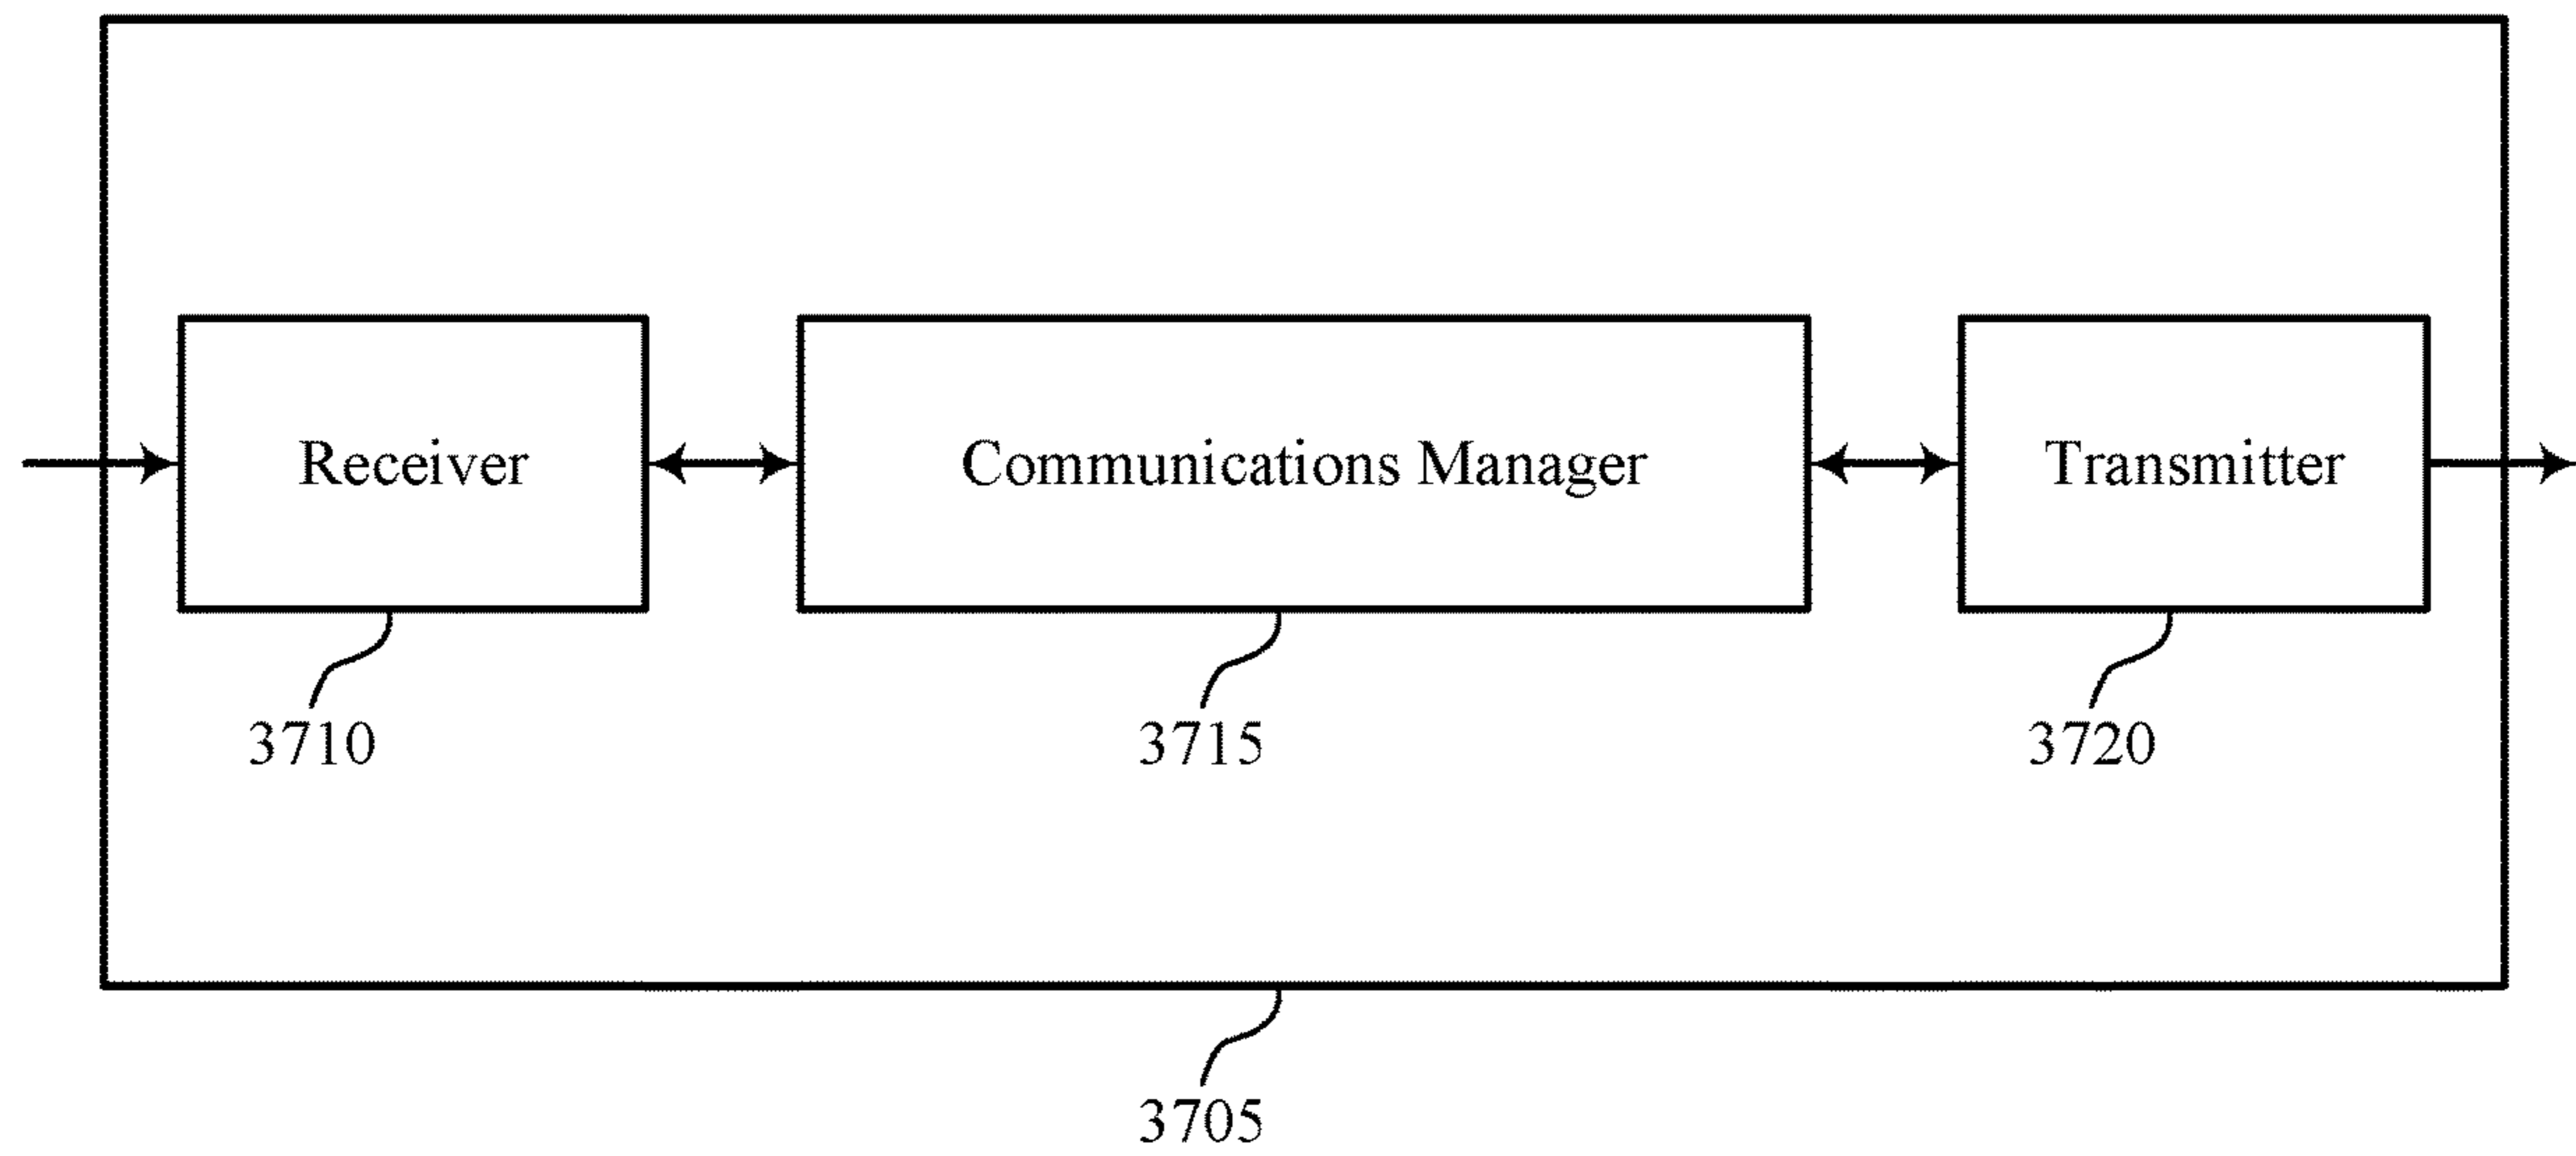 Receiver
Communications Manager
Transmitter
3710
3715
3720
3705